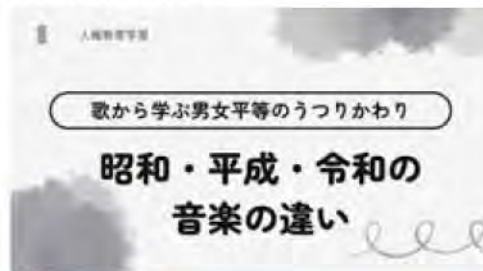 人権教育学習
歌から学ぶ男女平等のうつりかわり
昭和・平成・令和の
音楽の違い